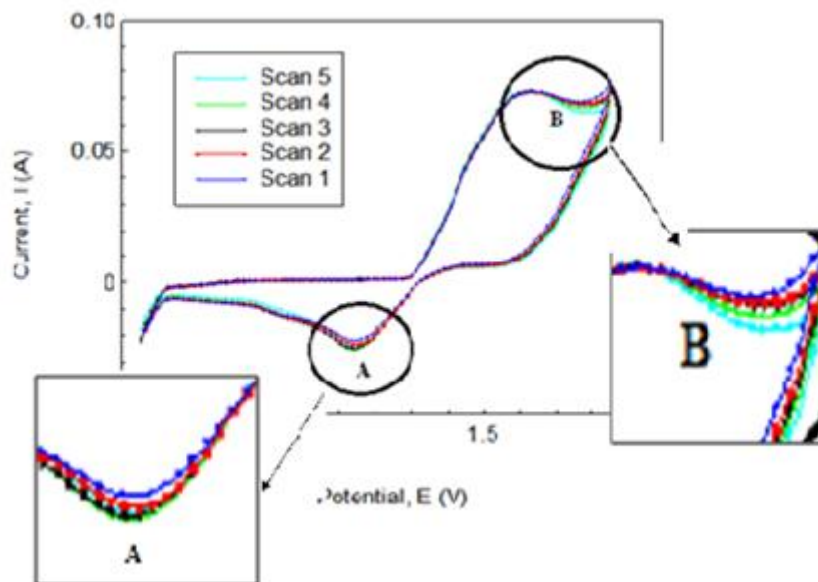 0.10
Scan 5
Scan 4
Scan 3
Scan 2
Scan 1
B
0.05
Current, I (A)
0
A
B
1.5
Potential, E (V)
A